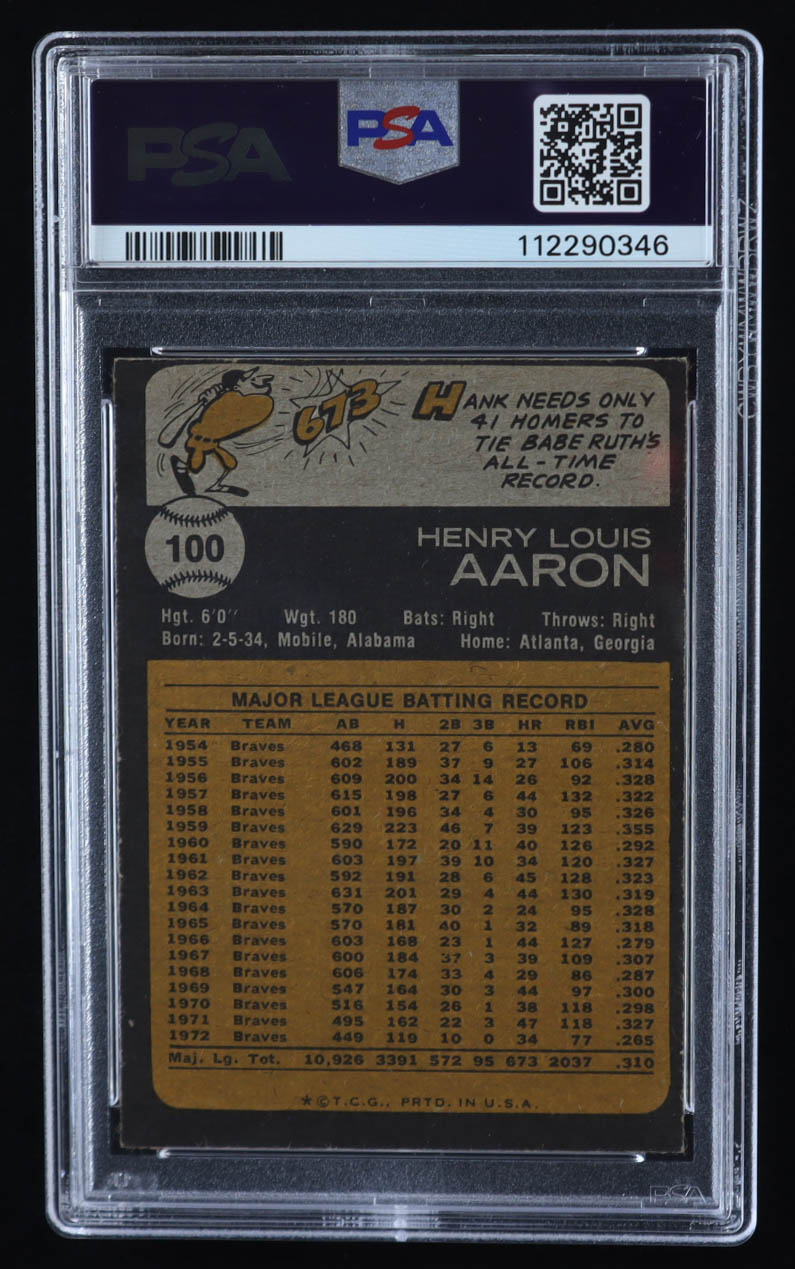 PSA PSA
112290346
673
HANK NEEDS ONLY
41 HOMERS TO
TIE BABE RUTH'S
ALL-TIME
RECORD.
100
HENRY LOUIS
AARON
Hgt. 6'0" Wgt. 180 Bats: Right Throws: Right
Born: 2-5-34, Mobile, Alabama Home: Atlanta, Georgia
MAJOR LEAGUE BATTING RECORD
YEAR TEAM AB H 2B 3B HR RBI AVG
1954 Braves 468 131 27 6 13 69 .280
1955 Braves 602 189 37 9 27 106 .314
1956 Braves 609 200 34 14 26 92 .328
1957 Braves 615 198 27 6 44 132 .322
1958 Braves 601 196 34 4 30 95 .326
1959 Braves 629 223 46 7 39 123 .355
1960 Braves 590 172 20 11 40 126 .292
1961 Braves 603 197 39 10 34 120 .327
1962 Braves 592 191 28 6 45 128 .323
1963 Braves 631 201 29 4 44 130 .319
1964 Braves 570 187 30 2 24 95 .328
1965 Braves 570 181 40 1 32 89 .318
1966 Braves 603 168 23 1 44 127 .279
1967 Braves 600 184 37 3 39 109 .307
1968 Braves 606 174 33 4 29 86 .287
1969 Braves 547 164 30 3 44 97 .300
1970 Braves 516 154 26 1 38 118 .298
1971 Braves 495 162 22 3 47 118 .327
1972 Braves 449 119 10 0 34 77 .265
Maj. Lg. Tot. 10,926 3391 572 95 673 2037 .310
*©T.C.G., PRTD. IN U.S.A.
PSA